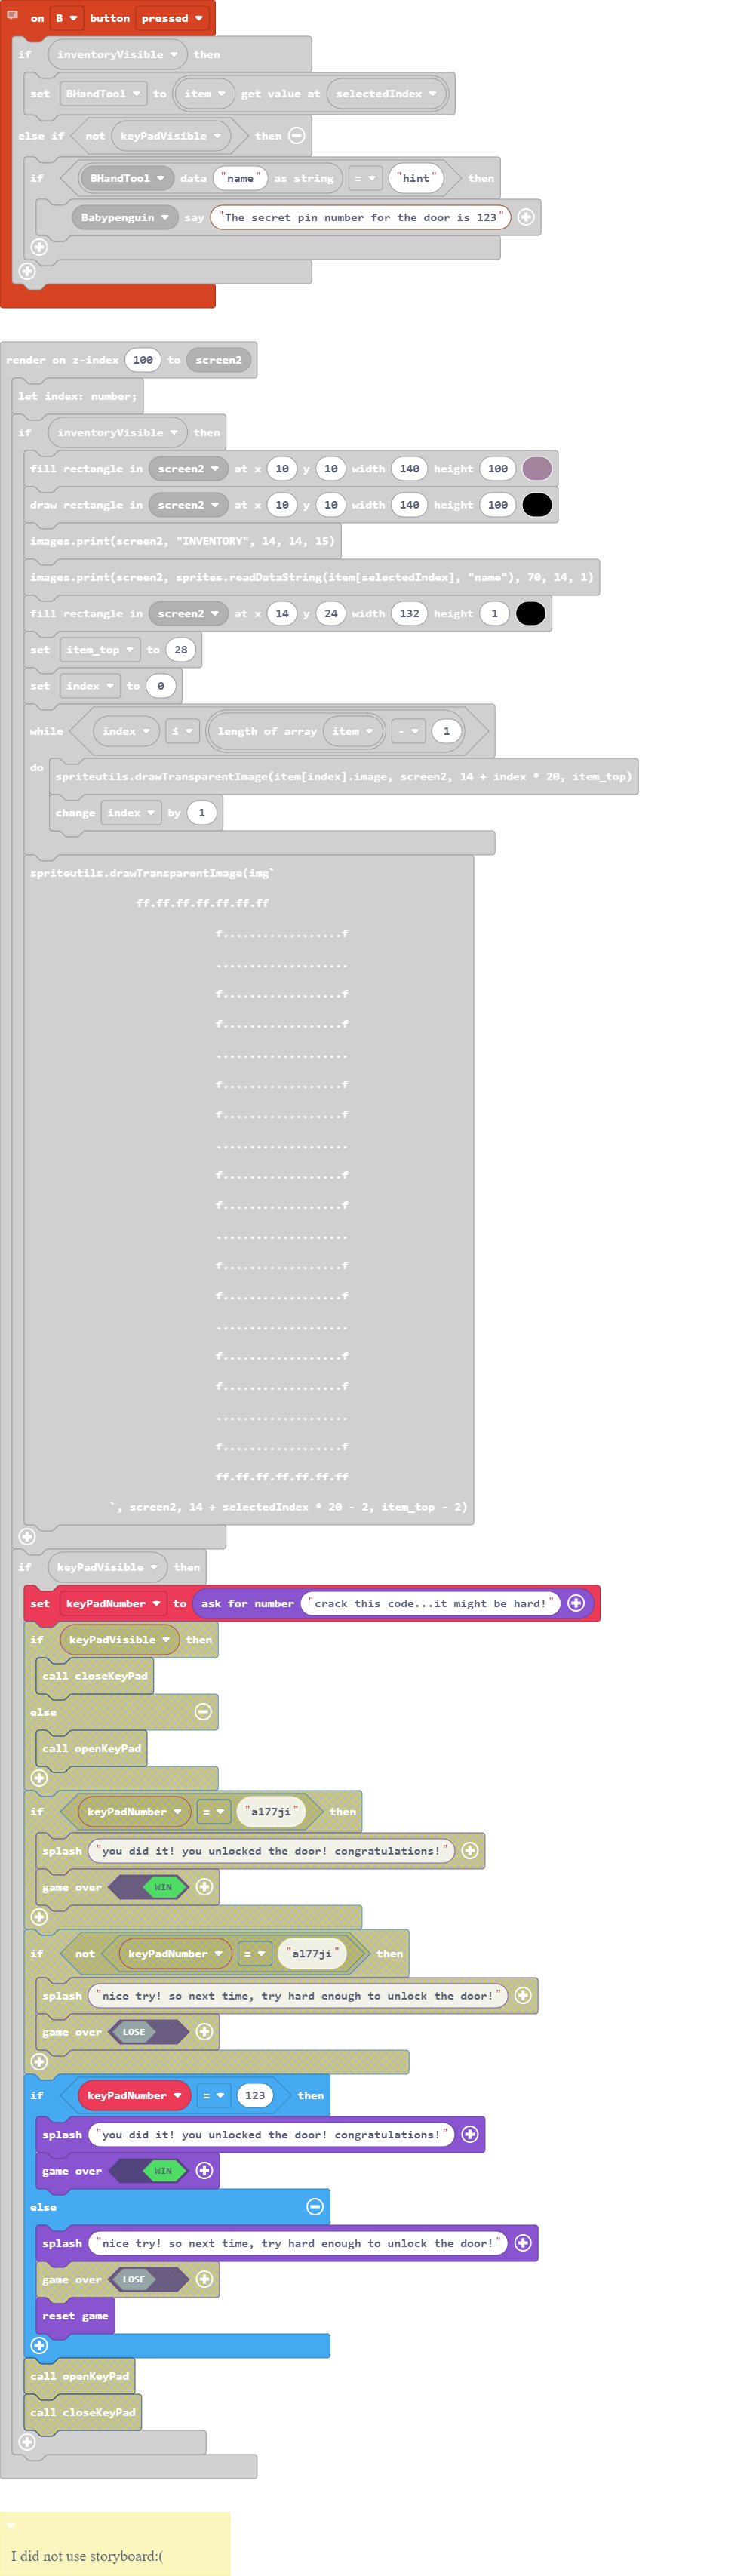 on B button pressed
if inventoryVisible then
set BHandTool to item get value at selectedIndex
else if not keyPadVisible then
if BHandTool data "name" as string = "hint" then
Babypenguin say "The secret pin number for the door is 123"
render on z-index 100 to screen2
let index: number;
if inventoryVisible then
fill rectangle in screen2 at x 10 y 10 width 140 height 100
draw rectangle in screen2 at x 10 y 10 width 140 height 100
images.print(screen2, "INVENTORY", 14, 14, 15)
images.print(screen2, sprites.readDataString(item[selectedIndex], "name"), 70, 14, 1)
fill rectangle in screen2 at x 14 y 24 width 132 height 1
set item_top to 28
set index to 0
while index ≤ length of array item - 1
do spriteutils.drawTransparentImage(item[index].image, screen2, 14 + index * 20, item_top)
change index by 1
spriteutils.drawTransparentImage(img`
ff.ff.ff.ff.ff.ff.ff
f..................f
....................
f..................f
f..................f
....................
f..................f
f..................f
....................
f..................f
f..................f
....................
f..................f
f..................f
....................
f..................f
f..................f
....................
f..................f
ff.ff.ff.ff.ff.ff.ff
`, screen2, 14 + selectedIndex * 20 - 2, item_top - 2)
if keyPadVisible then
set keyPadNumber to ask for number "crack this code...it might be hard!"
if keyPadVisible then
call closeKeyPad
else
call openKeyPad
if keyPadNumber = "a177ji" then
splash "you did it! you unlocked the door! congratulations!"
game over WIN
if not keyPadNumber = "a177ji" then
splash "nice try! so next time, try hard enough to unlock the door!"
game over LOSE
if keyPadNumber = 123 then
splash "you did it! you unlocked the door! congratulations!"
game over WIN
else
splash "nice try! so next time, try hard enough to unlock the door!"
game over LOSE
reset game
call openKeyPad
call closeKeyPad
I did not use storyboard:(